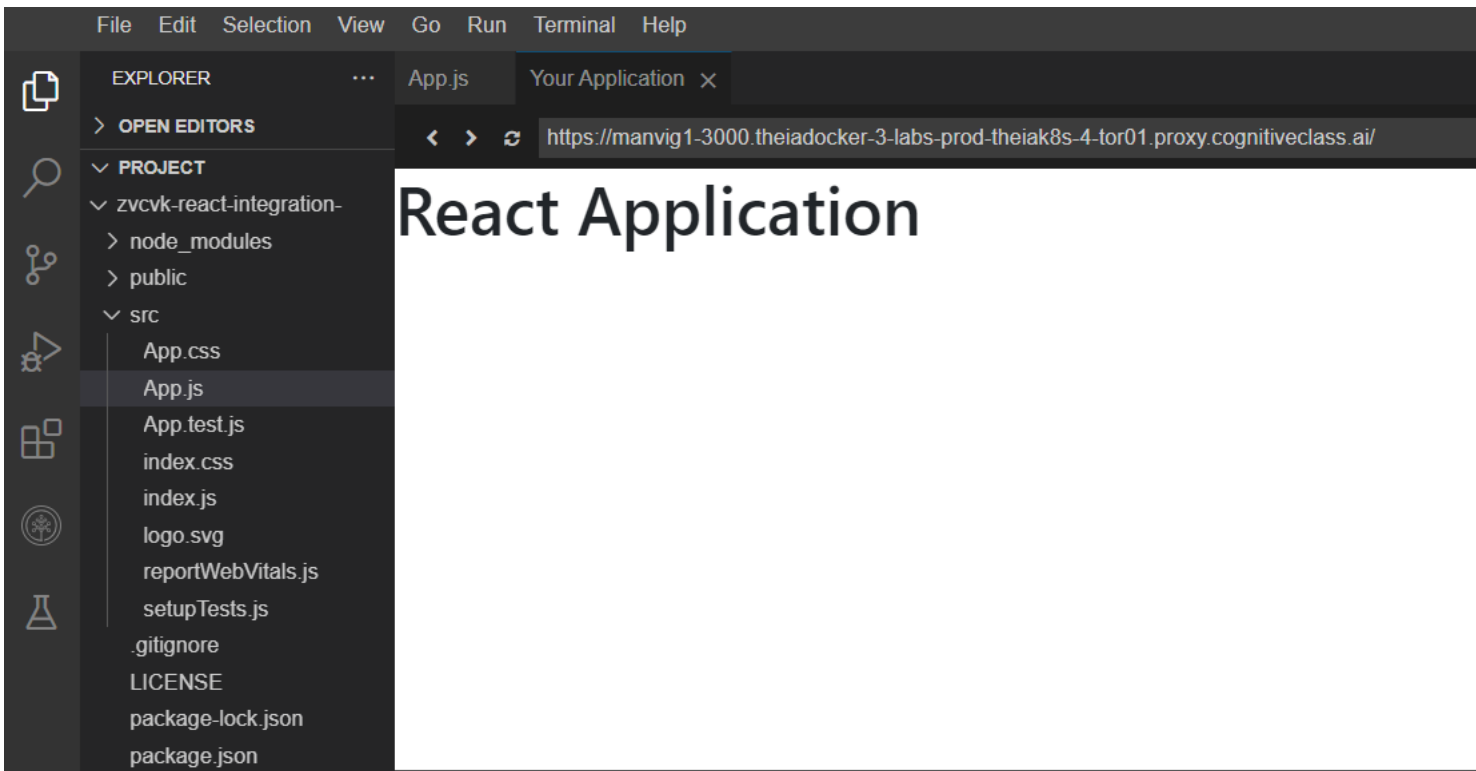 File Edit Selection View Go Run Terminal Help
EXPLORER ...
App.js Your Application
OPEN EDITORS
https://manvig1-3000.theiadocker-3-labs-prod-theiak8s-4-tor01.proxy.cognitiveclass.ai/
PROJECT
zvcvk-react-integration-
React Application
node_modules
public
src
App.css
App.js
App.test.js
index.css
index.js
logo.svg
reportWebVitals.js
setupTests.js
.gitignore
LICENSE
package-lock.json
package.json